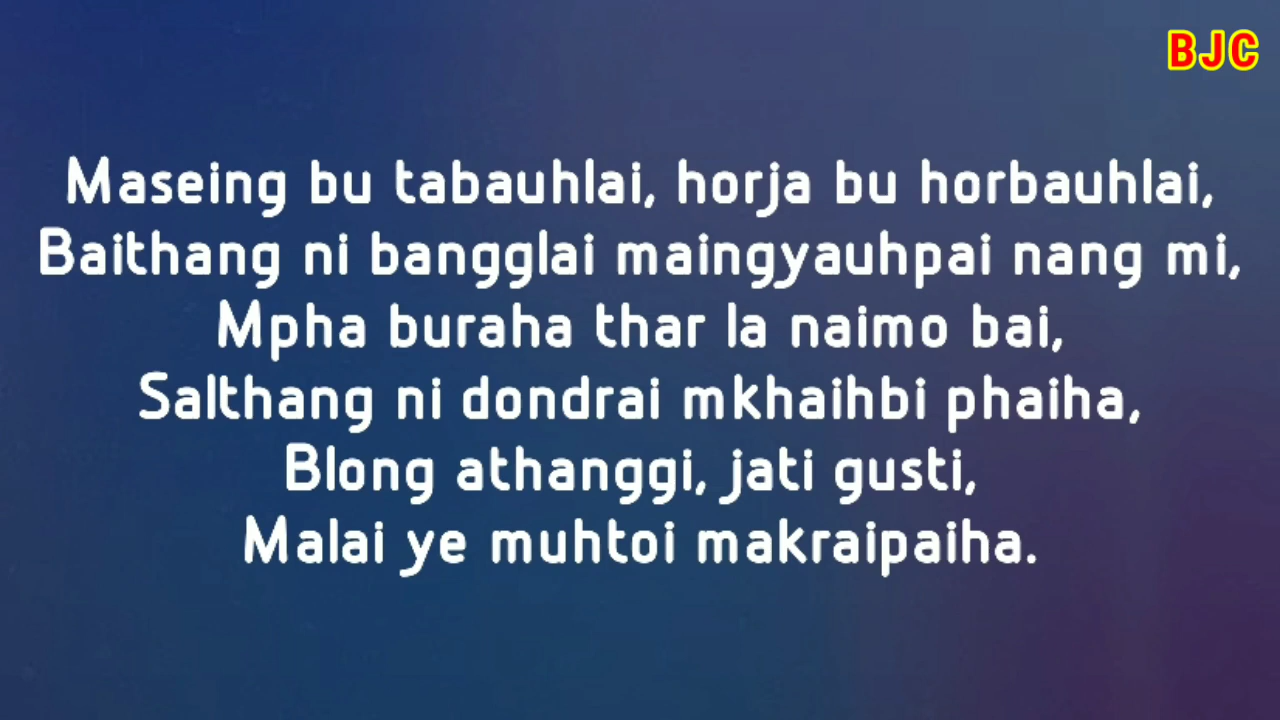 BJC
Maseing bu tabauhlai, horja bu horbauhlai,
Baithang ni bangglai maingyauhpai nang mi,
Mpha buraha thar la naimo bai,
Salthang ni dondrai mkhaihbi phaiha,
Blong athanggi, jati gusti,
Malai ye muhtoi makraipaiha.